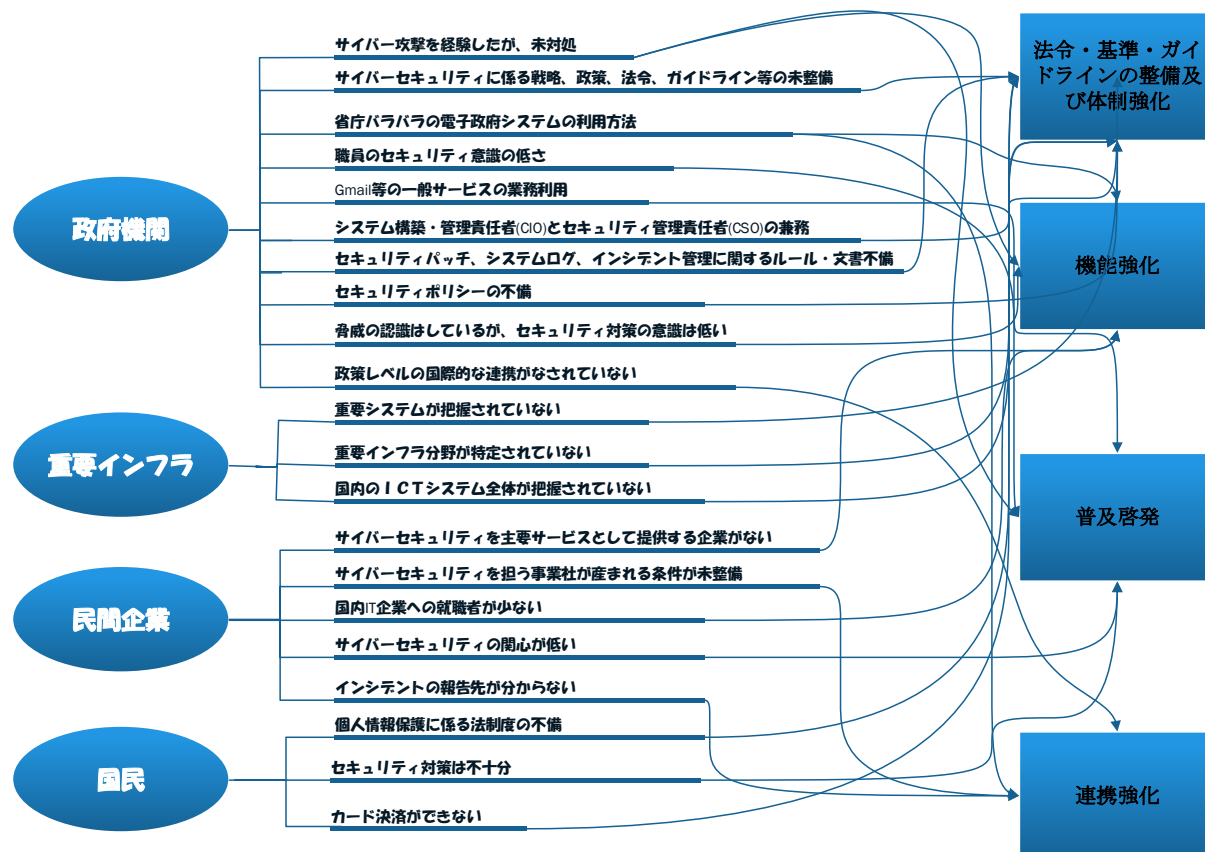 サイバー攻撃を経験したが、未対処
サイバーセキュリティに係る戦略、政策、法令、ガイドライン等の未整備
省庁バラバラの電子政府システムの利用方法
職員のセキュリティ意識の低さ
Gmail等の一般サービスの業務利用
政府機関
システム構築・管理責任者(CIO)とセキュリティ管理責任者(CSO)の兼務
セキュリティパッチ、システムログ、インシデント管理に関するルール・文書不備
セキュリティポリシーの不備
脅威の認識はしているが、セキュリティ対策の意識は低い
政策レベルの国際的な連携がなされていない
重要インフラ
重要システムが把握されていない
重要インフラ分野が特定されていない
国内のICTシステム全体が把握されていない
民間企業
サイバーセキュリティを主要サービスとして提供する企業がない
サイバーセキュリティを担う事業社が産まれる条件が未整備
国内IT企業への就職者が少ない
サイバーセキュリティの関心が低い
インシデントの報告先が分からない
国民
個人情報保護に係る法制度の不備
セキュリティ対策は不十分
カード決済ができない
法令・基準・ガイ
ドラインの整備及
び体制強化
機能強化
普及啓発
連携強化